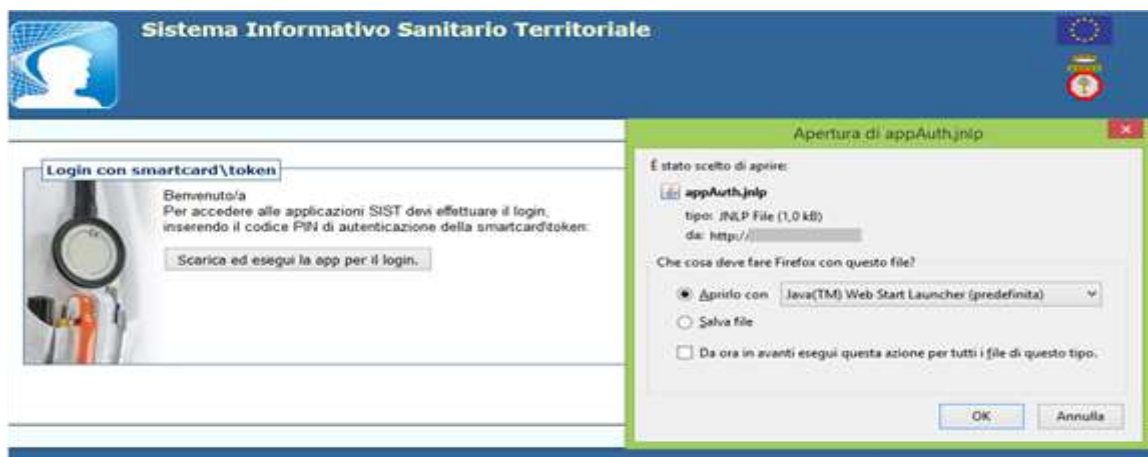 Sistema Informativo Sanitario Territoriale
Login con smartcard\token
Benvenuto/a
Per accedere alle applicazioni SIST devi effettuare il login,
inserendo il codice PIN di autenticazione della smartcard\token:
Scarica ed esegui la app per il login.
Apertura di appAuth.jnlp
È stato scelto di aprire:
appAuth.jnlp
tipo: JNLP File (1,0 kB)
da: http://
Che cosa deve fare Firefox con questo file?
Aprirlo con Java(TM) Web Start Launcher (predefinita)
Salva file
Da ora in avanti esegui questa azione per tutti i file di questo tipo.
OK Annulla